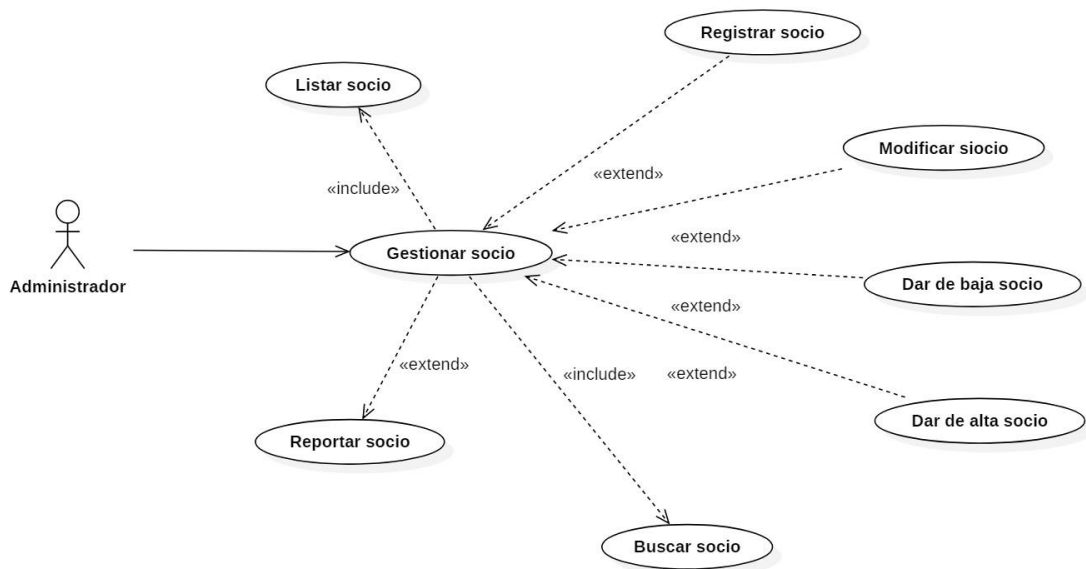 Registrar socio
Listar socio
Modificar siocio
«extend»
«include»
«extend»
Gestionar socio
Administrador
Dar de baja socio
«extend»
«extend»
«include»
«extend»
Dar de alta socio
Reportar socio
Buscar socio